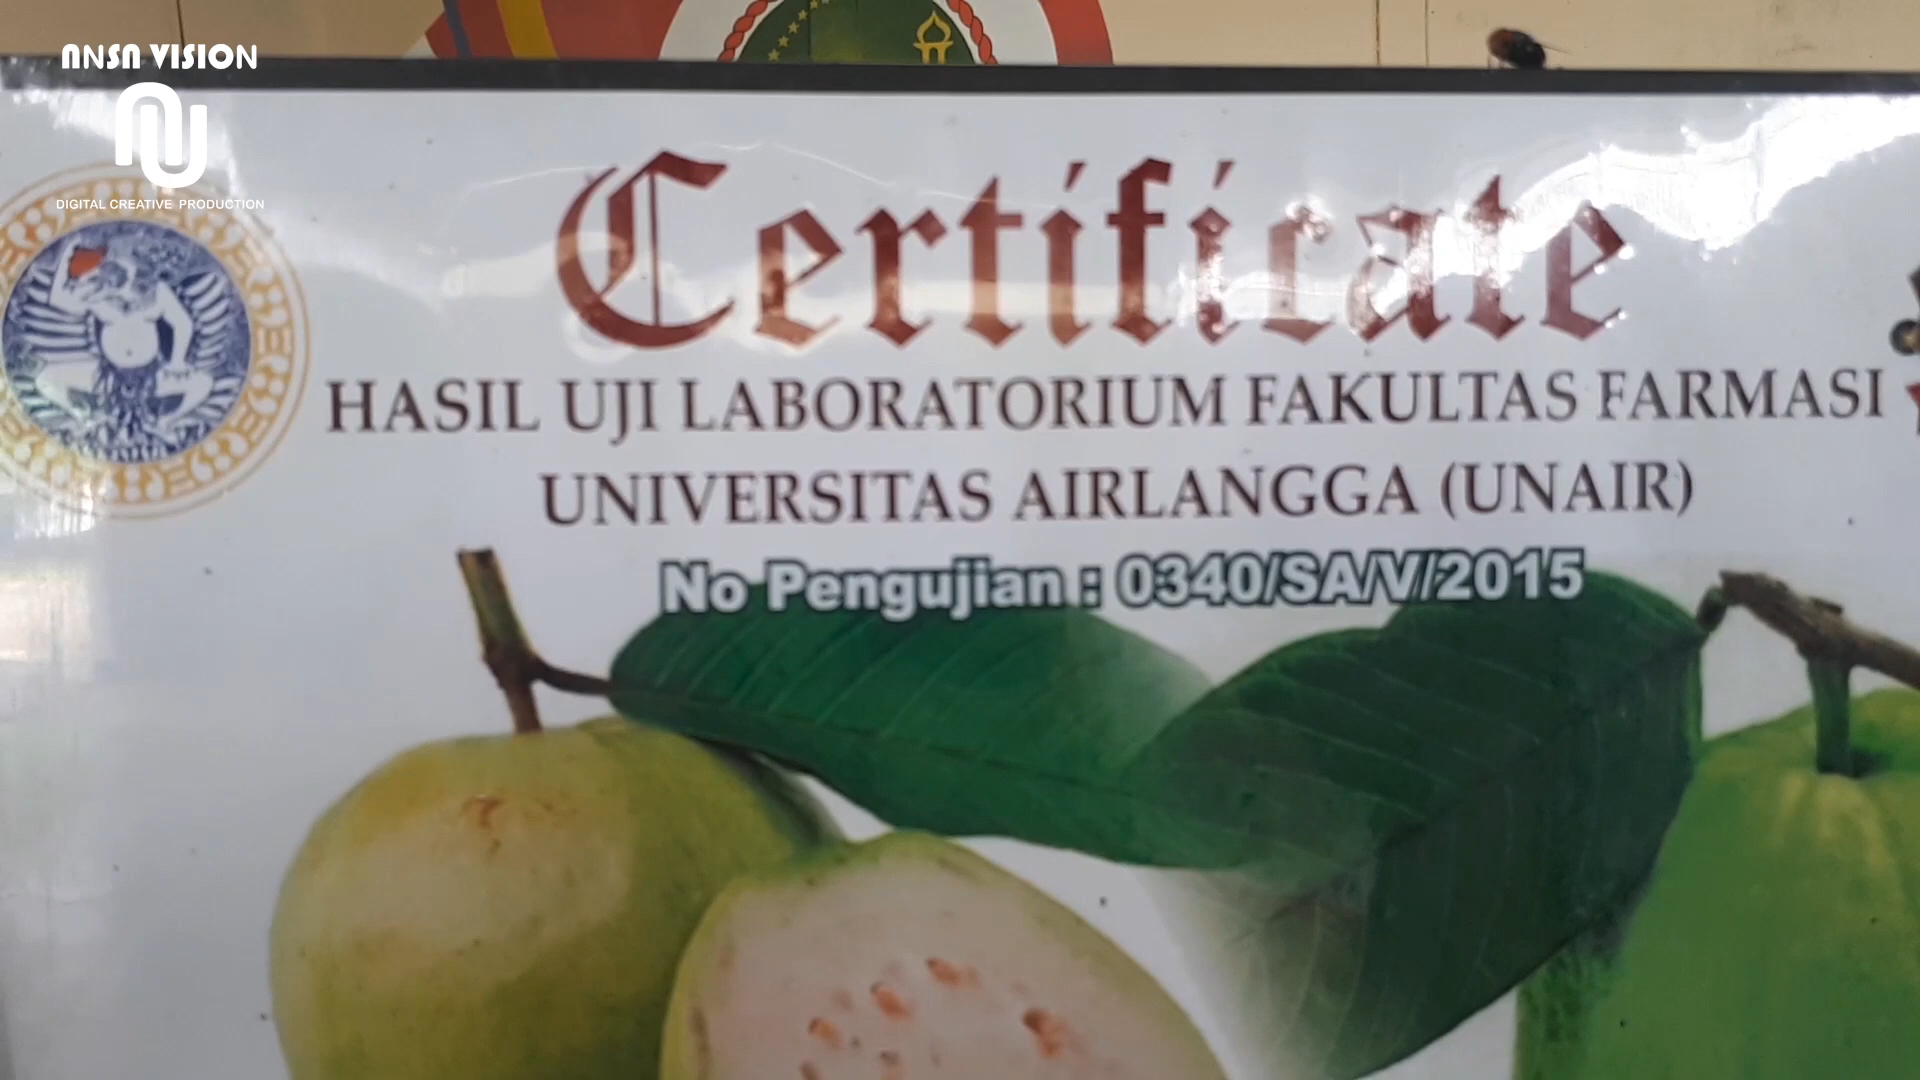 ANSA VISION
DIGITAL CREATIVE PRODUCTION
Certificate
HASIL UJI LABORATORIUM FAKULTAS FARMASI
UNIVERSITAS AIRLANGGA (UNAIR)
No Pengujian : 0340/SA/V/2015